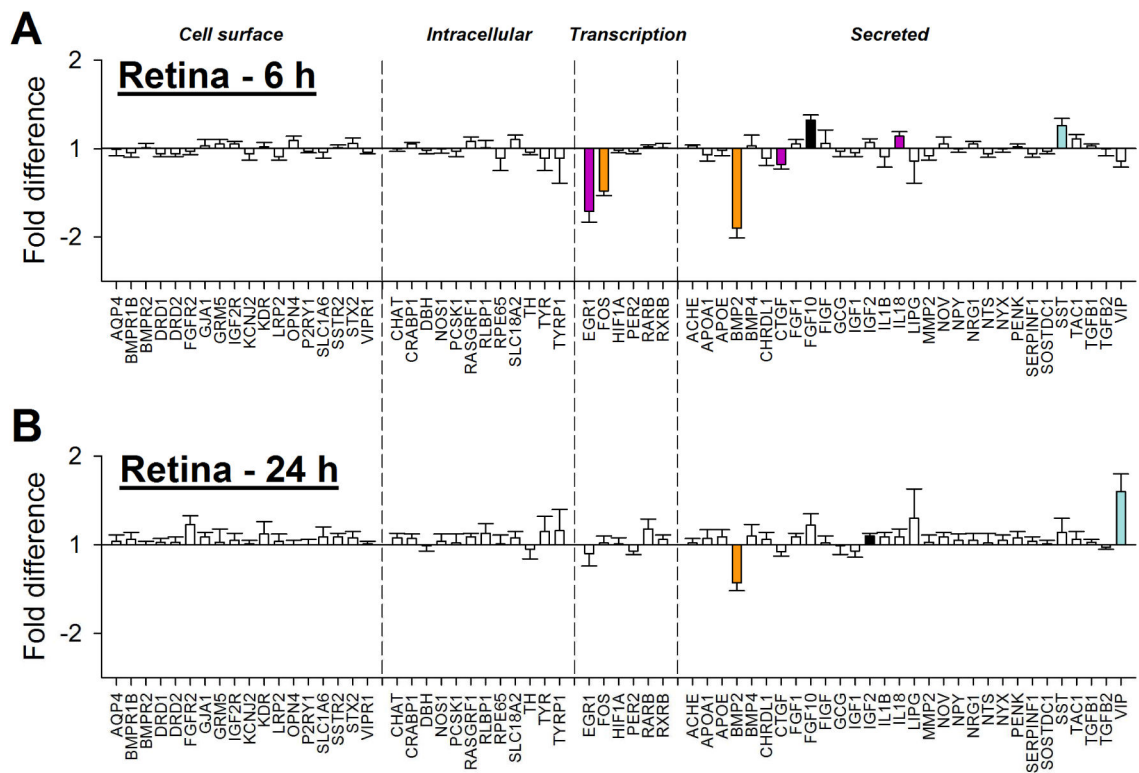 A
Cell surface Intracellular Transcription Secreted
Retina - 6 h
Fold difference
2
1
-2
AQP4 BMPR1B BMPR2 DRD1 DRD2 FGFR2 GJA1 GRM5 IGF2R KCNJ2 KDR LRP2 OPN4 P2RY1 SLC1A6 SSTR2 STX2 VIPR1 CHAT CRABP1 DBH NOS1 PCSK1 RASGRF1 RLBP1 RPE65 SLC18A2 TH TYR TYRP1 EGR1 FOS HIF1A PER2 RARB RXRB ACHE APOA1 APOE BMP2 BMP4 CHRDL1 CTGF FGF1 FGF10 FIGF GCG IGF1 IGF2 IL1B IL18 LIPG MMP2 NOV NPY NRG1 NTS NYX PENK SERPINF1 SOSTDC1 SST TAC1 TGFB1 TGFB2 VIP
B
Retina - 24 h
Fold difference
2
1
-2
AQP4 BMPR1B BMPR2 DRD1 DRD2 FGFR2 GJA1 GRM5 IGF2R KCNJ2 KDR LRP2 OPN4 P2RY1 SLC1A6 SSTR2 STX2 VIPR1 CHAT CRABP1 DBH NOS1 PCSK1 RASGRF1 RLBP1 RPE65 SLC18A2 TH TYR TYRP1 EGR1 FOS HIF1A PER2 RARB RXRB ACHE APOA1 APOE BMP2 BMP4 CHRDL1 CTGF FGF1 FGF10 FIGF GCG IGF1 IGF2 IL1B IL18 LIPG MMP2 NOV NPY NRG1 NTS NYX PENK SERPINF1 SOSTDC1 SST TAC1 TGFB1 TGFB2 VIP